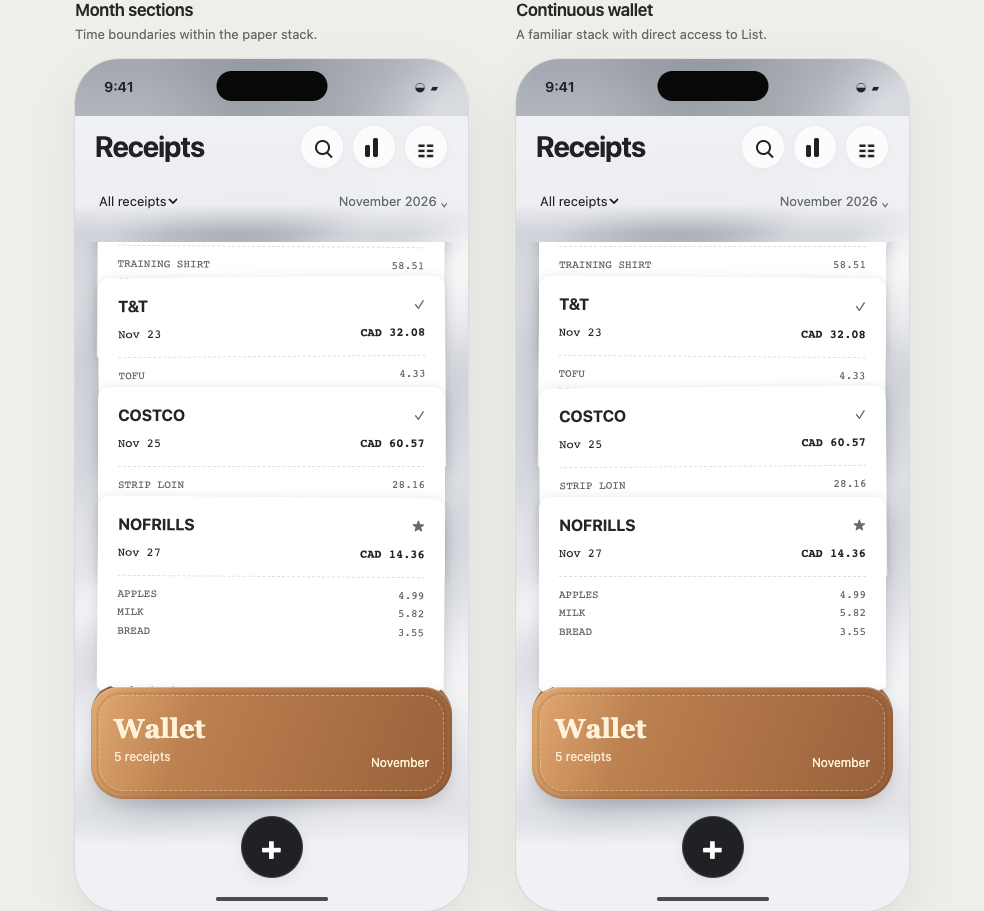 Month sections
Time boundaries within the paper stack.
9:41
Receipts
All receipts
November 2026
TRAINING SHIRT 58.51
T&T
Nov 23 CAD 32.08
TOFU 4.33
COSTCO
Nov 25 CAD 60.57
STRIP LOIN 28.16
NOFRILLS
Nov 27 CAD 14.36
APPLES 4.99
MILK 5.82
BREAD 3.55
Wallet
5 receipts
November
+
Continuous wallet
A familiar stack with direct access to List.
9:41
Receipts
All receipts
November 2026
TRAINING SHIRT 58.51
T&T
Nov 23 CAD 32.08
TOFU 4.33
COSTCO
Nov 25 CAD 60.57
STRIP LOIN 28.16
NOFRILLS
Nov 27 CAD 14.36
APPLES 4.99
MILK 5.82
BREAD 3.55
Wallet
5 receipts
November
+